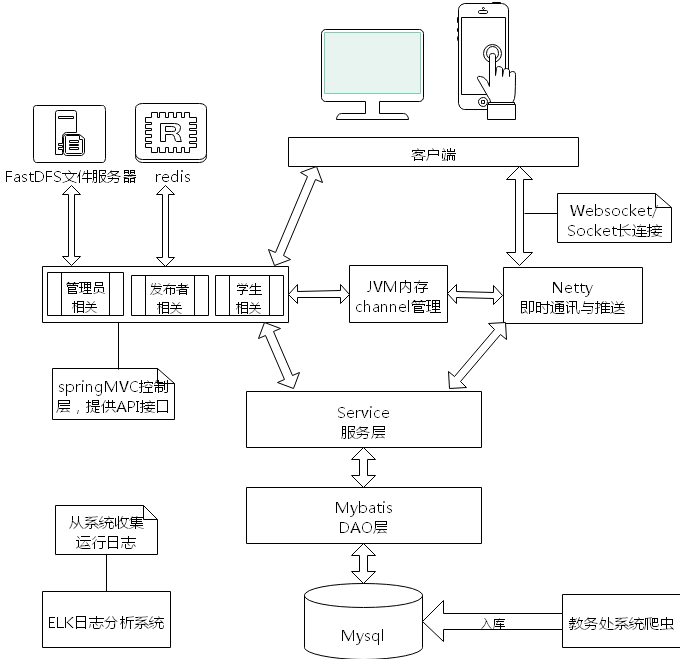 客户端
R
FastDFS文件服务器
redis
Websocket/
Socket长连接
管理员
相关
发布者
相关
学生
相关
JVM内存
channel管理
Netty
即时通讯与推送
springMVC控制
层，提供API接口
Service
服务层
Mybatis
DAO层
从系统收集
运行日志
ELK日志分析系统
Mysql
入库
教务处系统爬虫